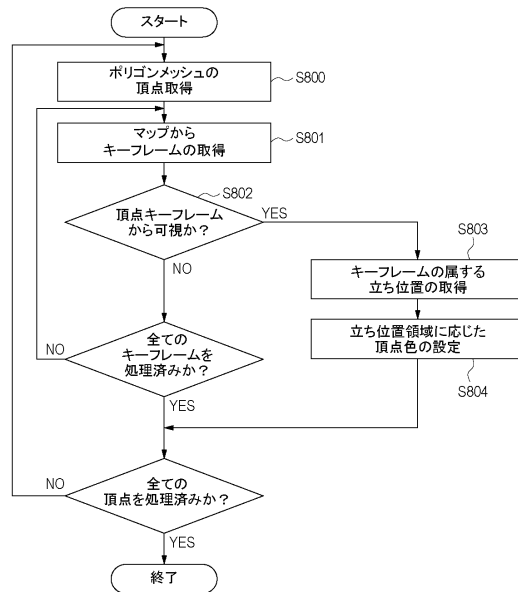 スタート
ポリゴンメッシュの
頂点取得
S800
マップから
キーフレームの取得
S801
頂点キーフレーム
から可視か？
S802
YES
NO
S803
キーフレームの属する
立ち位置の取得
立ち位置領域に応じた
頂点色の設定
S804
全ての
キーフレームを
処理済みか？
NO
YES
全ての
頂点を処理済みか？
NO
YES
終了